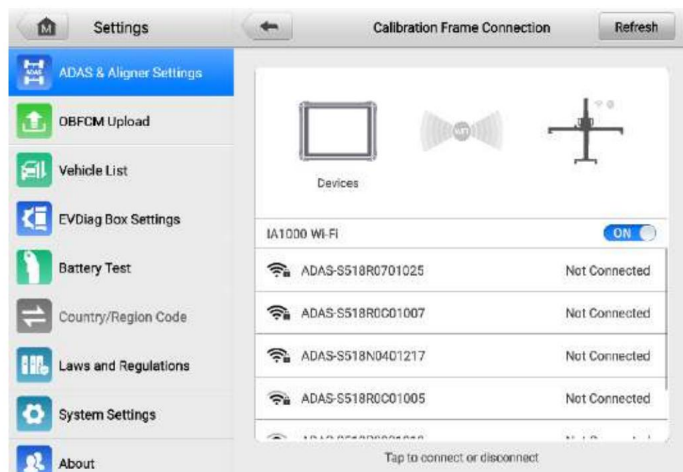 M
Settings
Calibration Frame Connection
Refresh
ADAS
ADAS & Aligner Settings
OBFCM Upload
Vehicle List
EVDiag Box Settings
Battery Test
Country/Region Code
Laws and Regulations
System Settings
About
WiFi
Devices
IA1000 Wi-Fi
ON
ADAS-S518R0701025
Not Connected
ADAS-S518R0C01007
Not Connected
ADAS-S518N0401217
Not Connected
ADAS-S518R0C01005
Not Connected
Tap to connect or disconnect